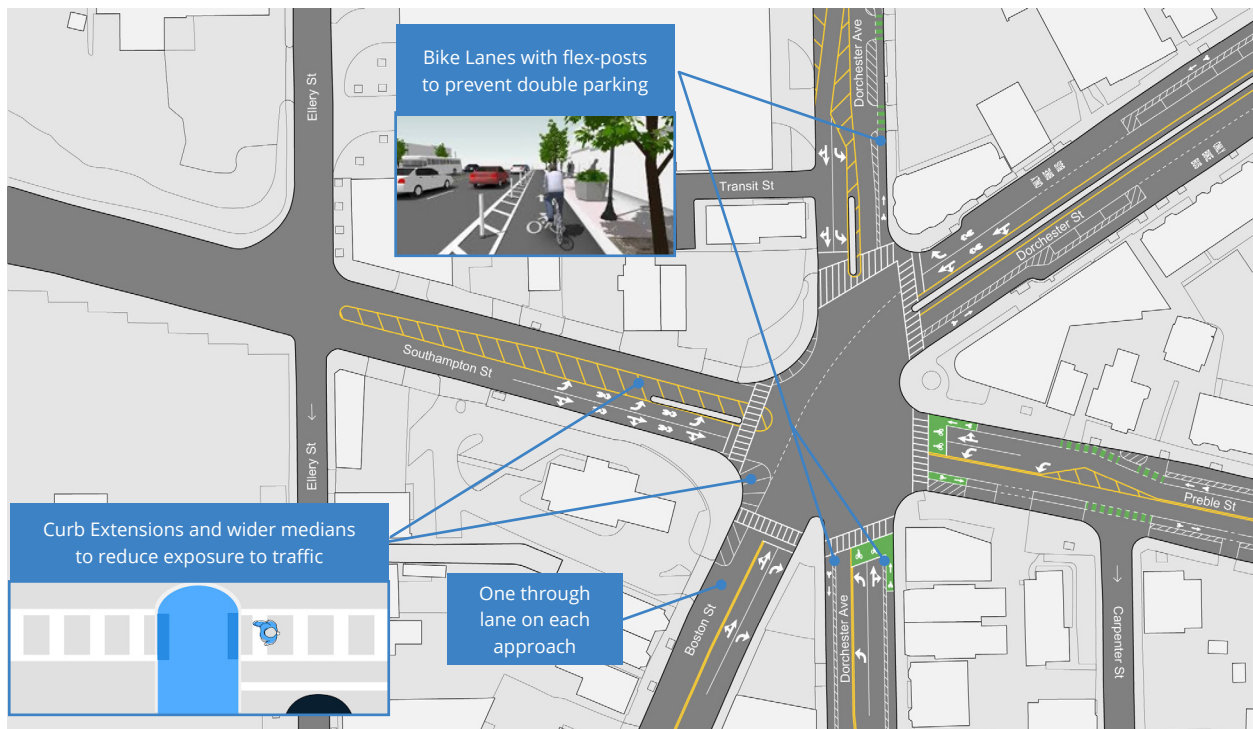 Bike Lanes with flex-posts
to prevent double parking
Dorchester Ave
Ellery St
Transit St
Dorchester St
Southampton St
Ellery St
Preble St
Curb Extensions and wider medians
to reduce exposure to traffic
One through
lane on each
approach
Boston St
Dorchester Ave
Carpenter St